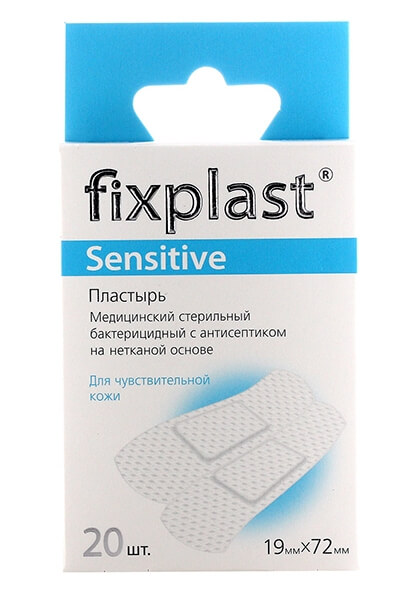 fixplast®
Sensitive
Пластырь
Медицинский стерильный
бактерицидный с антисептиком
на нетканой основе
Для чувствительной
кожи
20 шт.
19мм×72мм